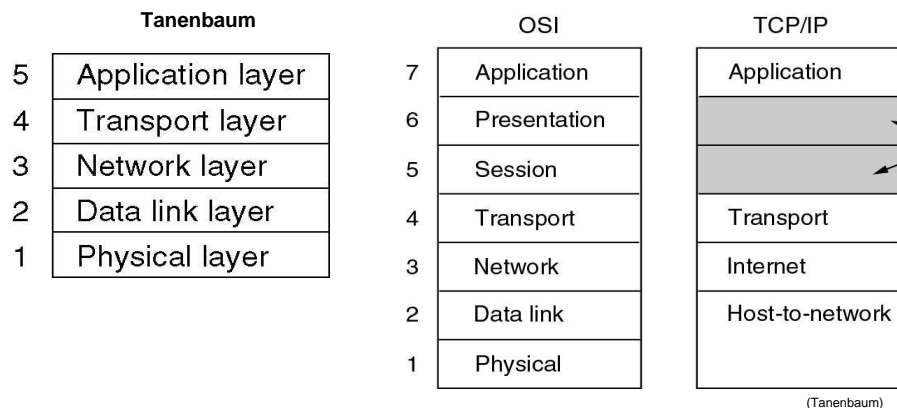 Tanenbaum
5 Application layer
4 Transport layer
3 Network layer
2 Data link layer
1 Physical layer
OSI
7 Application
6 Presentation
5 Session
4 Transport
3 Network
2 Data link
1 Physical
TCP/IP
Application
Transport
Internet
Host-to-network
(Tanenbaum)